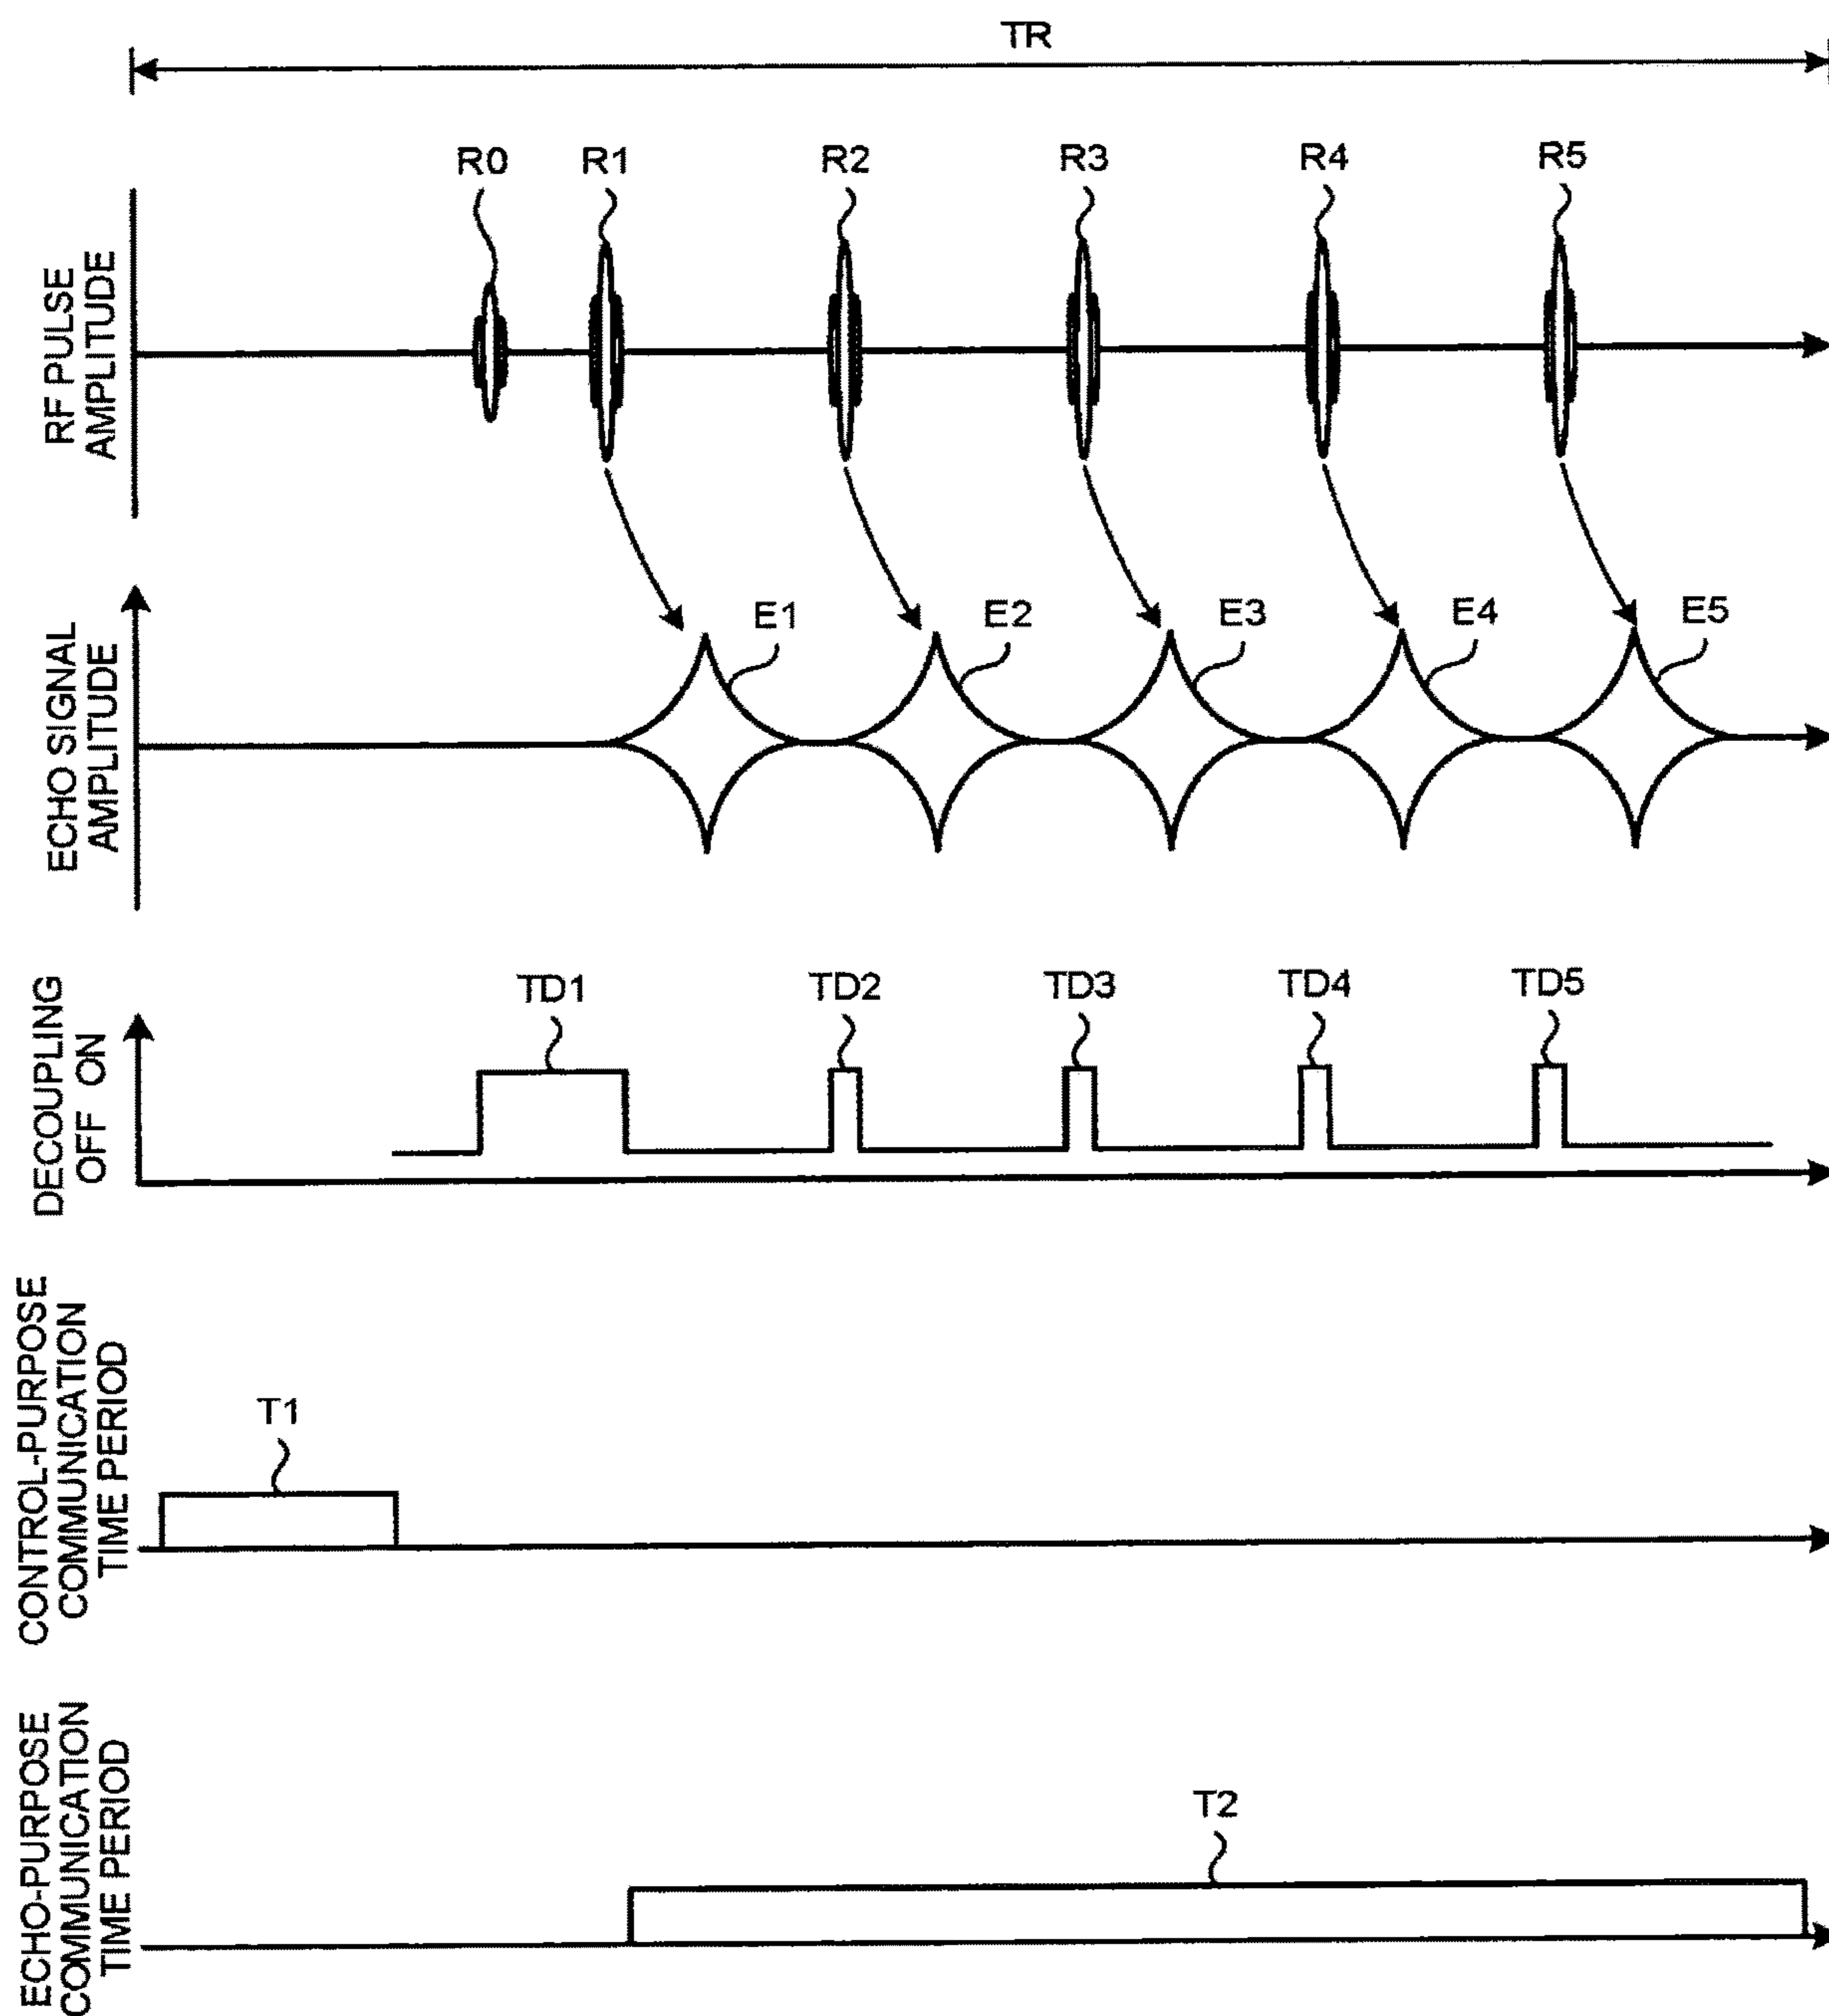 TR
R0
R1
R2
R3
R4
R5
RF PULSE
AMPLITUDE
E1
E2
E3
E4
E5
ECHO SIGNAL
AMPLITUDE
TD1
TD2
TD3
TD4
TD5
DECOUPLING
OFF ON
T1
CONTROL-PURPOSE
COMMUNICATION
TIME PERIOD
T2
ECHO-PURPOSE
COMMUNICATION
TIME PERIOD